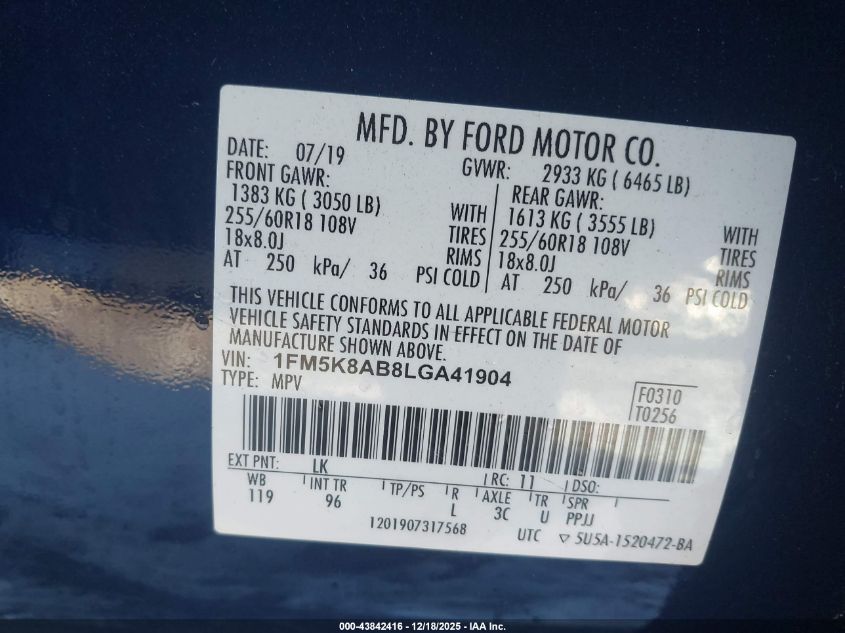 MFD. BY FORD MOTOR CO.
DATE: 07/19 GVWR: 2933 KG ( 6465 LB)
FRONT GAWR: REAR GAWR:
1383 KG ( 3050 LB) WITH 1613 KG ( 3555 LB) WITH
255/60R18 108V TIRES 255/60R18 108V TIRES
18x8.0J RIMS 18x8.0J RIMS
AT 250 kPa/ 36 PSI COLD AT 250 kPa/ 36 PSI COLD
THIS VEHICLE CONFORMS TO ALL APPLICABLE FEDERAL MOTOR
VEHICLE SAFETY STANDARDS IN EFFECT ON THE DATE OF
MANUFACTURE SHOWN ABOVE.
VIN: 1FM5K8AB8LGA41904
TYPE: MPV
F0310
T0256
EXT PNT: LK RC: 11 DSO:
WB INT TR TP/PS R AXLE TR SPR
119 96 L 3C U PPJJ
1201907317568 UTC ▽ 5U5A-1520472-BA
000-43842416 - 12/18/2025 - IAA Inc.